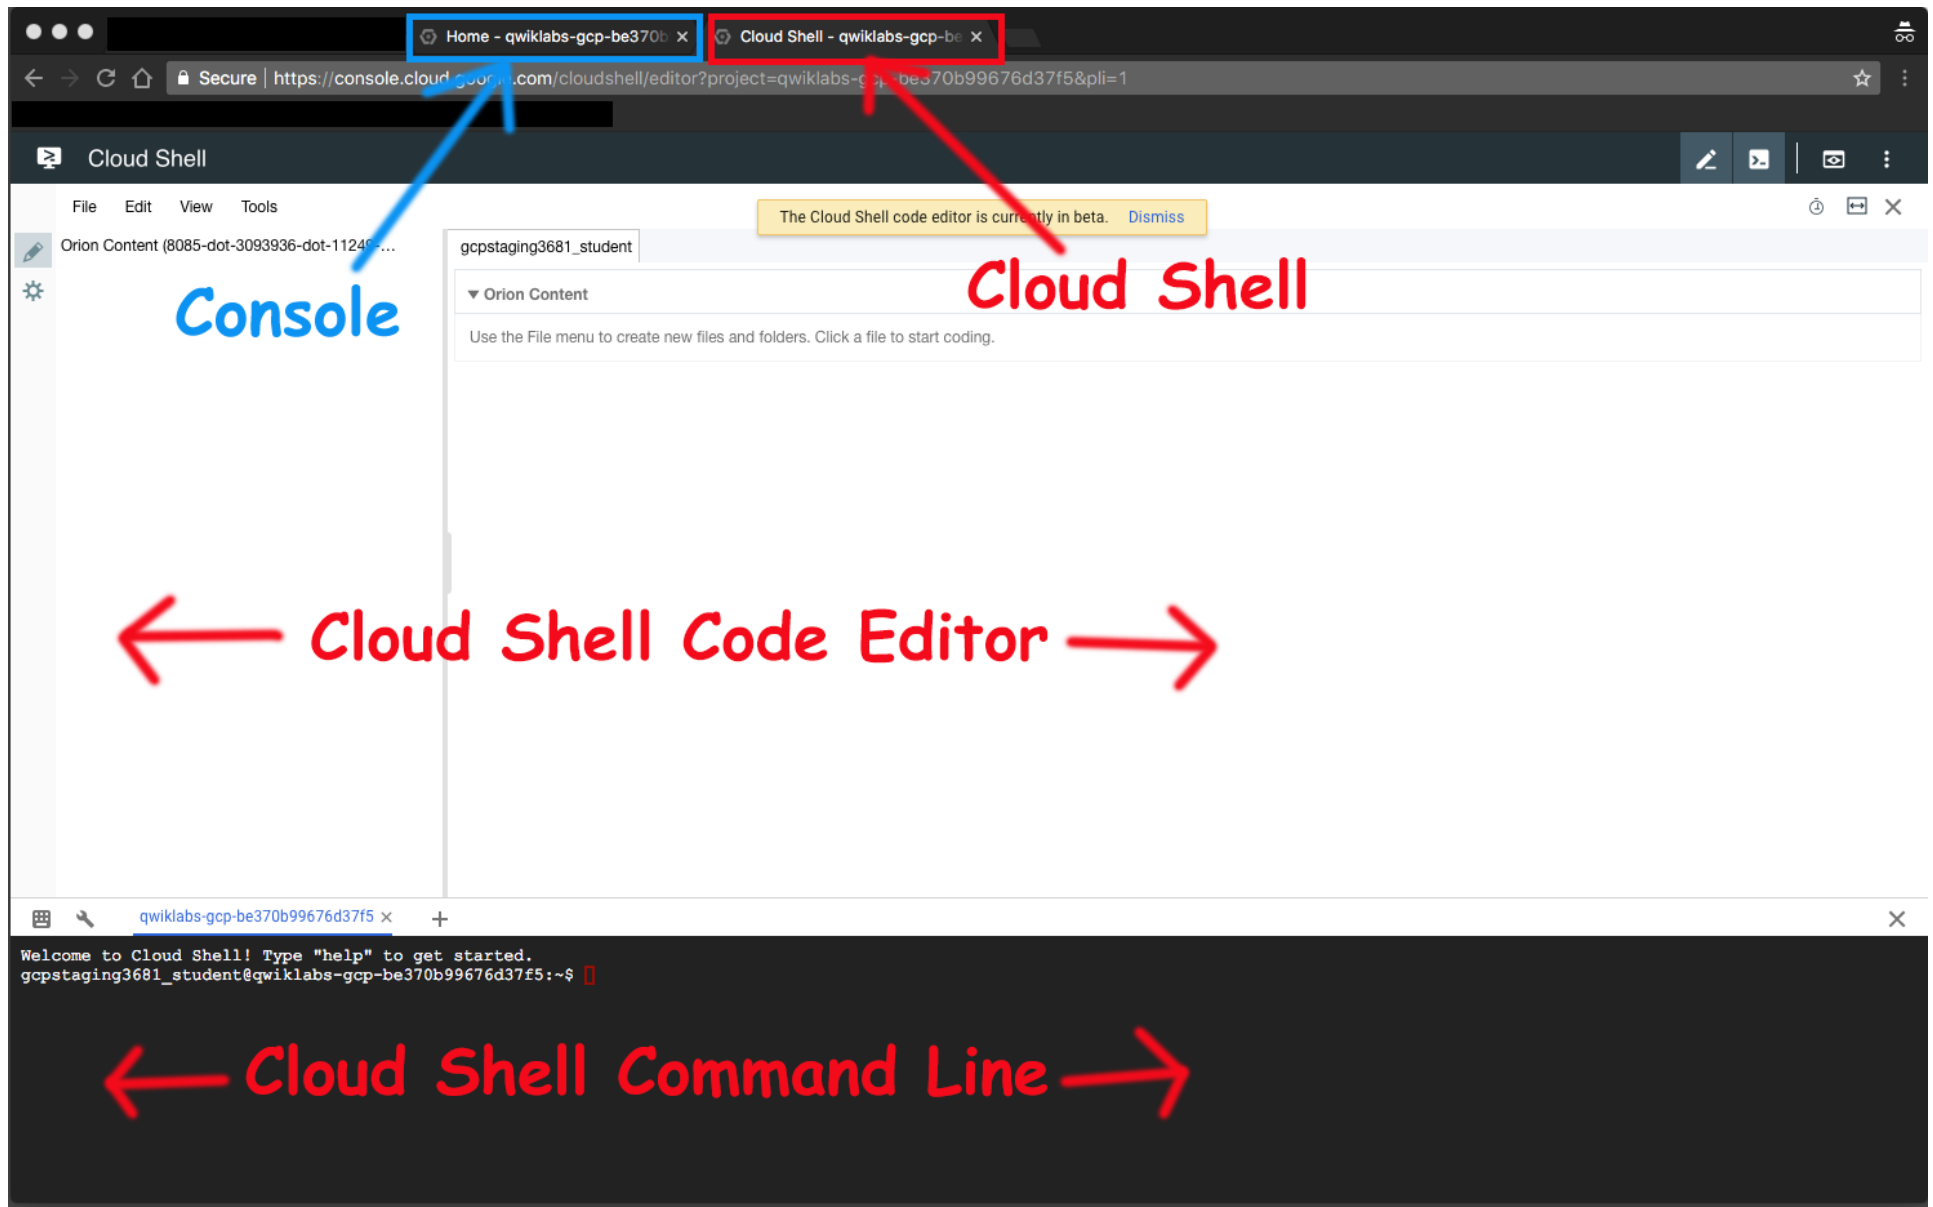 Home - qwiklabs-gcp-be370b
Cloud Shell - qwiklabs-gcp-be
Secure | https://console.cloud.google.com/cloudshell/editor?project=qwiklabs-gcp-be370b99676d37f5&pli=1
Cloud Shell
File Edit View Tools
The Cloud Shell code editor is currently in beta. Dismiss
Orion Content (8085-dot-3093936-dot-11249-...
gcpstaging3681_student
Orion Content
Cloud Shell
Console
Use the File menu to create new files and folders. Click a file to start coding.
Cloud Shell Code Editor
qwiklabs-gcp-be370b99676d37f5
Welcome to Cloud Shell! Type "help" to get started.
gcpstaging3681_student@qwiklabs-gcp-be370b99676d37f5:~$
Cloud Shell Command Line